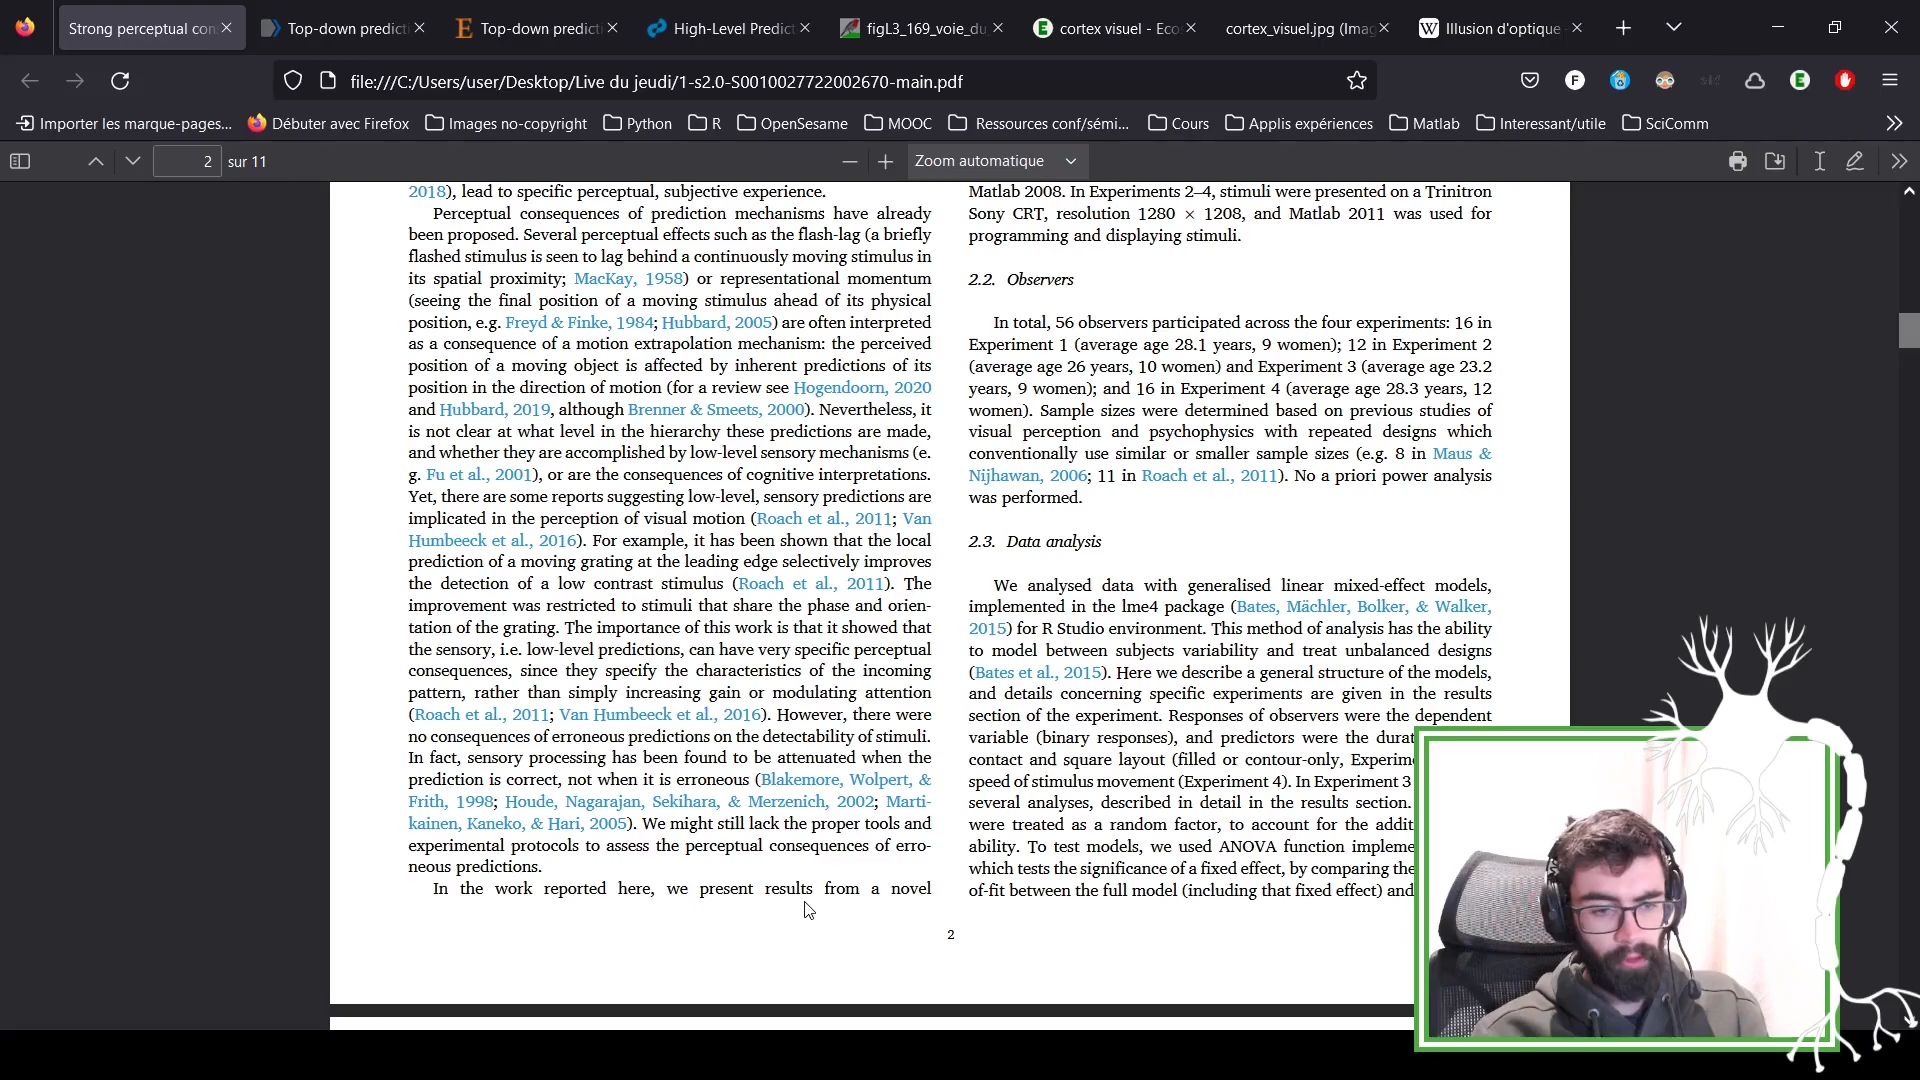 Strong perceptual con
Top-down predicti
Top-down predicti
High-Level Predict
figL3_169_voie_du
cortex visuel - Eco
cortex_visuel.jpg (Imag
Illusion d'optique
file:///C:/Users/user/Desktop/Live du jeudi/1-s2.0-S0010027722002670-main.pdf
Importer les marque-pages...
Débuter avec Firefox
Images no-copyright
Python
R
OpenSesame
MOOC
Ressources conf/sémi...
Cours
Applis expériences
Matlab
Interessant/utile
SciComm
2 sur 11
Zoom automatique
2018), lead to specific perceptual, subjective experience.
Perceptual consequences of prediction mechanisms have already
been proposed. Several perceptual effects such as the flash-lag (a briefly
flashed stimulus is seen to lag behind a continuously moving stimulus in
its spatial proximity; MacKay, 1958) or representational momentum
(seeing the final position of a moving stimulus ahead of its physical
position, e.g. Freyd & Finke, 1984; Hubbard, 2005) are often interpreted
as a consequence of a motion extrapolation mechanism: the perceived
position of a moving object is affected by inherent predictions of its
position in the direction of motion (for a review see Hogendoorn, 2020
and Hubbard, 2019, although Brenner & Smeets, 2000). Nevertheless, it
is not clear at what level in the hierarchy these predictions are made,
and whether they are accomplished by low-level sensory mechanisms (e.
g. Fu et al., 2001), or are the consequences of cognitive interpretations.
Yet, there are some reports suggesting low-level, sensory predictions are
implicated in the perception of visual motion (Roach et al., 2011; Van
Humbeeck et al., 2016). For example, it has been shown that the local
prediction of a moving grating at the leading edge selectively improves
the detection of a low contrast stimulus (Roach et al., 2011). The
improvement was restricted to stimuli that share the phase and orien-
tation of the grating. The importance of this work is that it showed that
the sensory, i.e. low-level predictions, can have very specific perceptual
consequences, since they specify the characteristics of the incoming
pattern, rather than simply increasing gain or modulating attention
(Roach et al., 2011; Van Humbeeck et al., 2016). However, there were
no consequences of erroneous predictions on the detectability of stimuli.
In fact, sensory processing has been found to be attenuated when the
prediction is correct, not when it is erroneous (Blakemore, Wolpert, &
Frith, 1998; Houde, Nagarajan, Sekihara, & Merzenich, 2002; Marti-
kainen, Kaneko, & Hari, 2005). We might still lack the proper tools and
experimental protocols to assess the perceptual consequences of erro-
neous predictions.
In the work reported here, we present results from a novel
Matlab 2008. In Experiments 2–4, stimuli were presented on a Trinitron
Sony CRT, resolution 1280 × 1208, and Matlab 2011 was used for
programming and displaying stimuli.
2.2. Observers
In total, 56 observers participated across the four experiments: 16 in
Experiment 1 (average age 28.1 years, 9 women); 12 in Experiment 2
(average age 26 years, 10 women) and Experiment 3 (average age 23.2
years, 9 women); and 16 in Experiment 4 (average age 28.3 years, 12
women). Sample sizes were determined based on previous studies of
visual perception and psychophysics with repeated designs which
conventionally use similar or smaller sample sizes (e.g. 8 in Maus &
Nijhawan, 2006; 11 in Roach et al., 2011). No a priori power analysis
was performed.
2.3. Data analysis
We analysed data with generalised linear mixed-effect models,
implemented in the lme4 package (Bates, Mächler, Bolker, & Walker,
2015) for R Studio environment. This method of analysis has the ability
to model between subjects variability and treat unbalanced designs
(Bates et al., 2015). Here we describe a general structure of the models,
and details concerning specific experiments are given in the results
section of the experiment. Responses of observers were the dependent
variable (binary responses), and predictors were the durat
contact and square layout (filled or contour-only, Experime
speed of stimulus movement (Experiment 4). In Experiment 3
several analyses, described in detail in the results section.
were treated as a random factor, to account for the addit
ability. To test models, we used ANOVA function impleme
which tests the significance of a fixed effect, by comparing the
of-fit between the full model (including that fixed effect) and
2